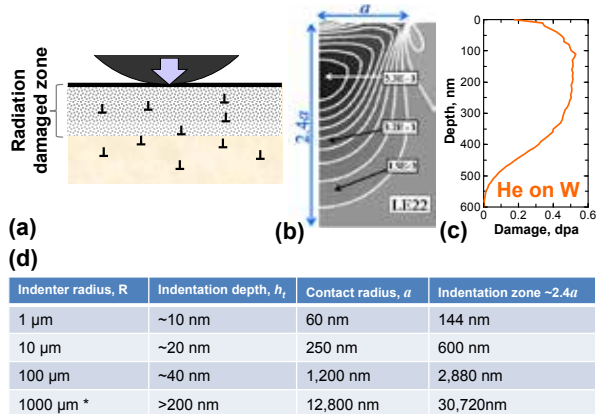 (a)
Radiation
damaged zone
a
2.4a
LE22
(b)
(c)
0
100
200
300
400
500
600
Depth, nm
He on W
0 0.2 0.4 0.6 0.8
Damage, dpa
(d)
Indenter radius, R Indentation depth, hₜ Contact radius, a Indentation zone ~2.4a
1 µm ~10 nm 60 nm 144 nm
10 µm ~20 nm 250 nm 600 nm
100 µm ~40 nm 1,200 nm 2,880 nm
1000 µm * >200 nm 12,800 nm 30,720nm